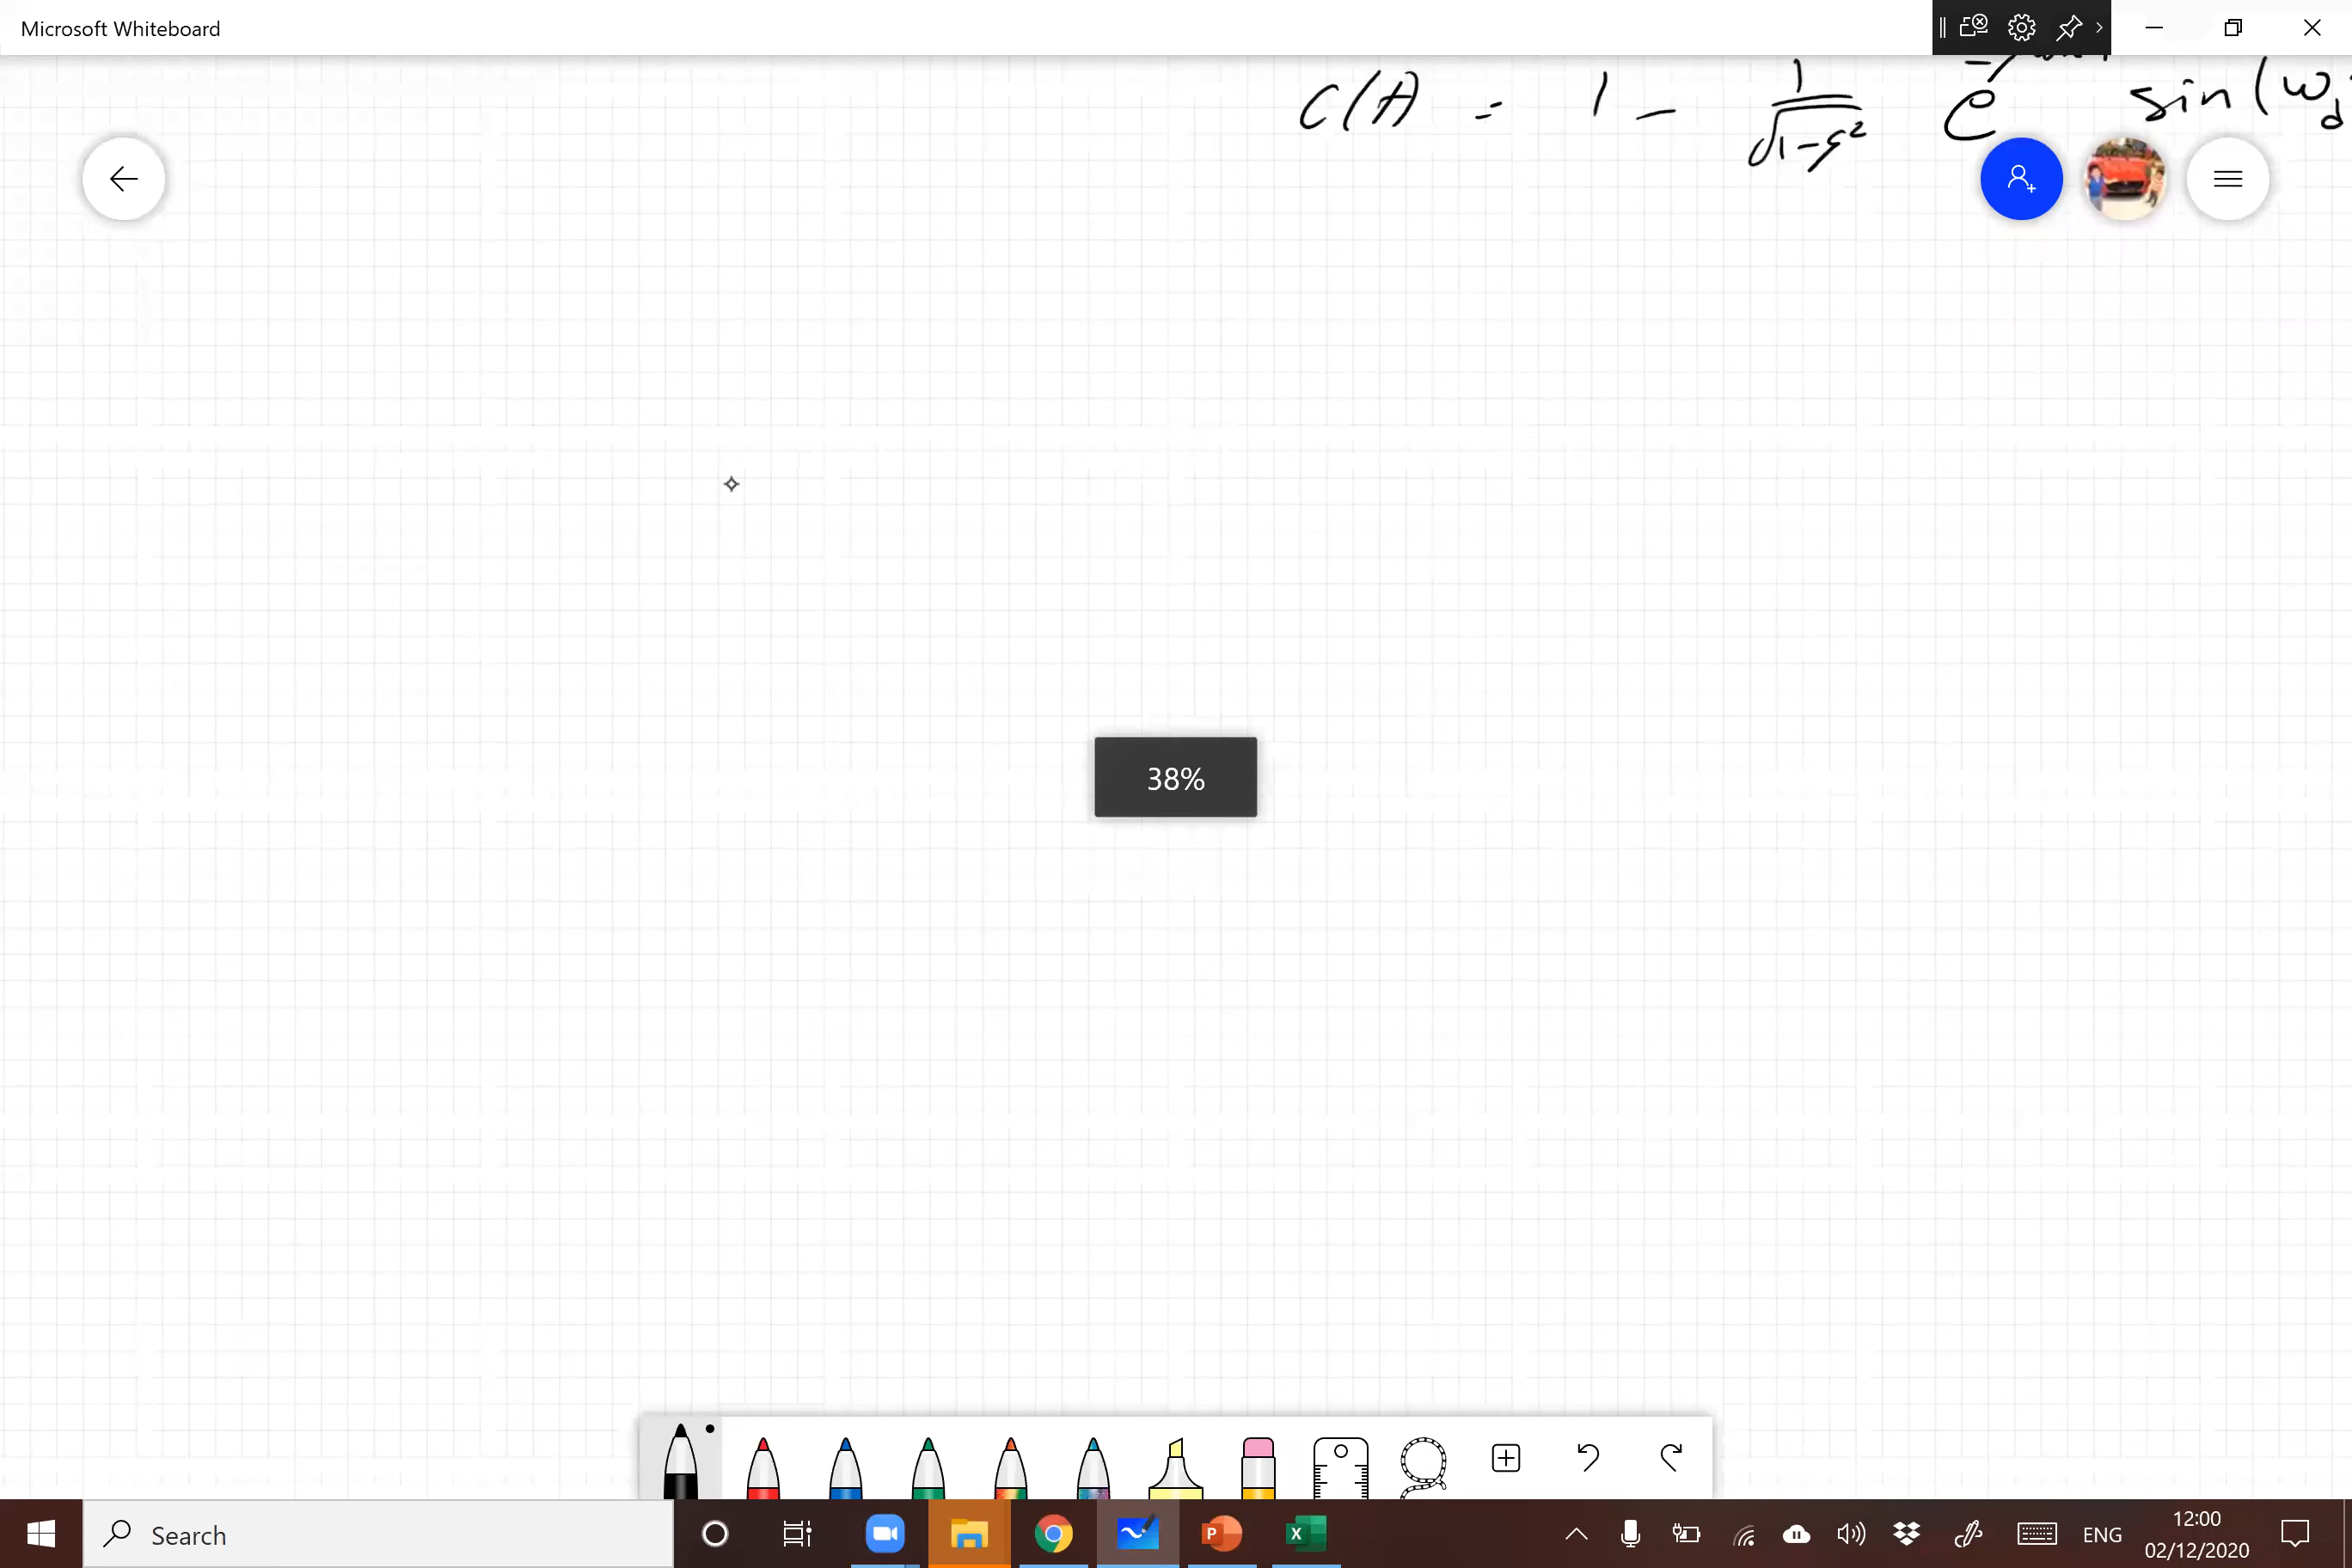 Microsoft Whiteboard
C(t) = 1 - 1/√1-ζ² e sin(ω_d
38%
Search
ENG
12:00
02/12/2020